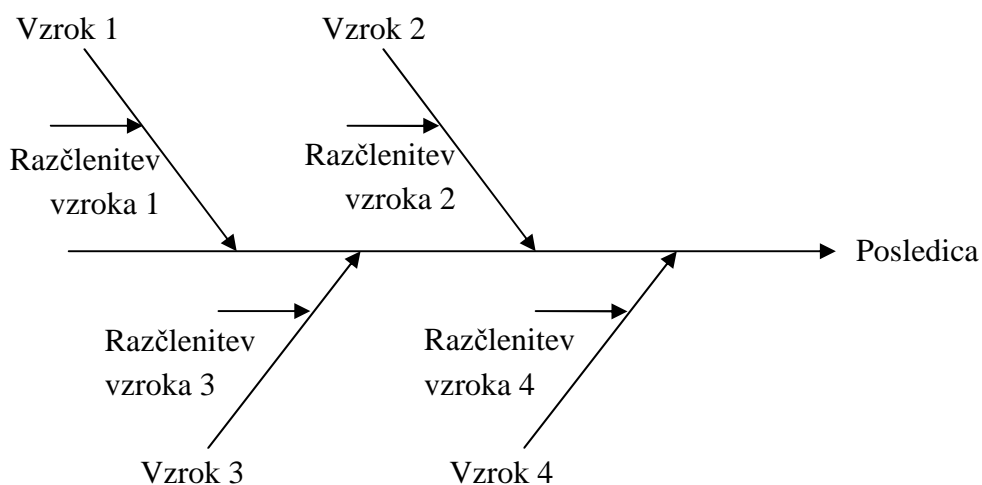 Vzrok 1
Vzrok 2
Razčlenitev
vzroka 1
Razčlenitev
vzroka 2
Posledica
Razčlenitev
vzroka 3
Razčlenitev
vzroka 4
Vzrok 3
Vzrok 4